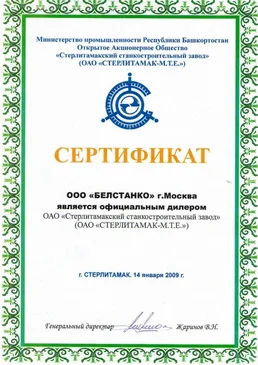 Министерство промышленности Республики Башкортостан
Открытое Акционерное Общество
«Стерлитамакский станкостроительный завод»
(ОАО «СТЕРЛИТАМАК-М.Т.Е.»)
СЕРТИФИКАТ
ООО «БЕЛСТАНКО» г.Москва
является официальным дилером
ОАО «Стерлитамакский станкостроительный завод»
(ОАО «СТЕРЛИТАМАК-М.Т.Е.»)
г. СТЕРЛИТАМАК. 14 января 2009 г.
Генеральный директор Жаринов В.Н.